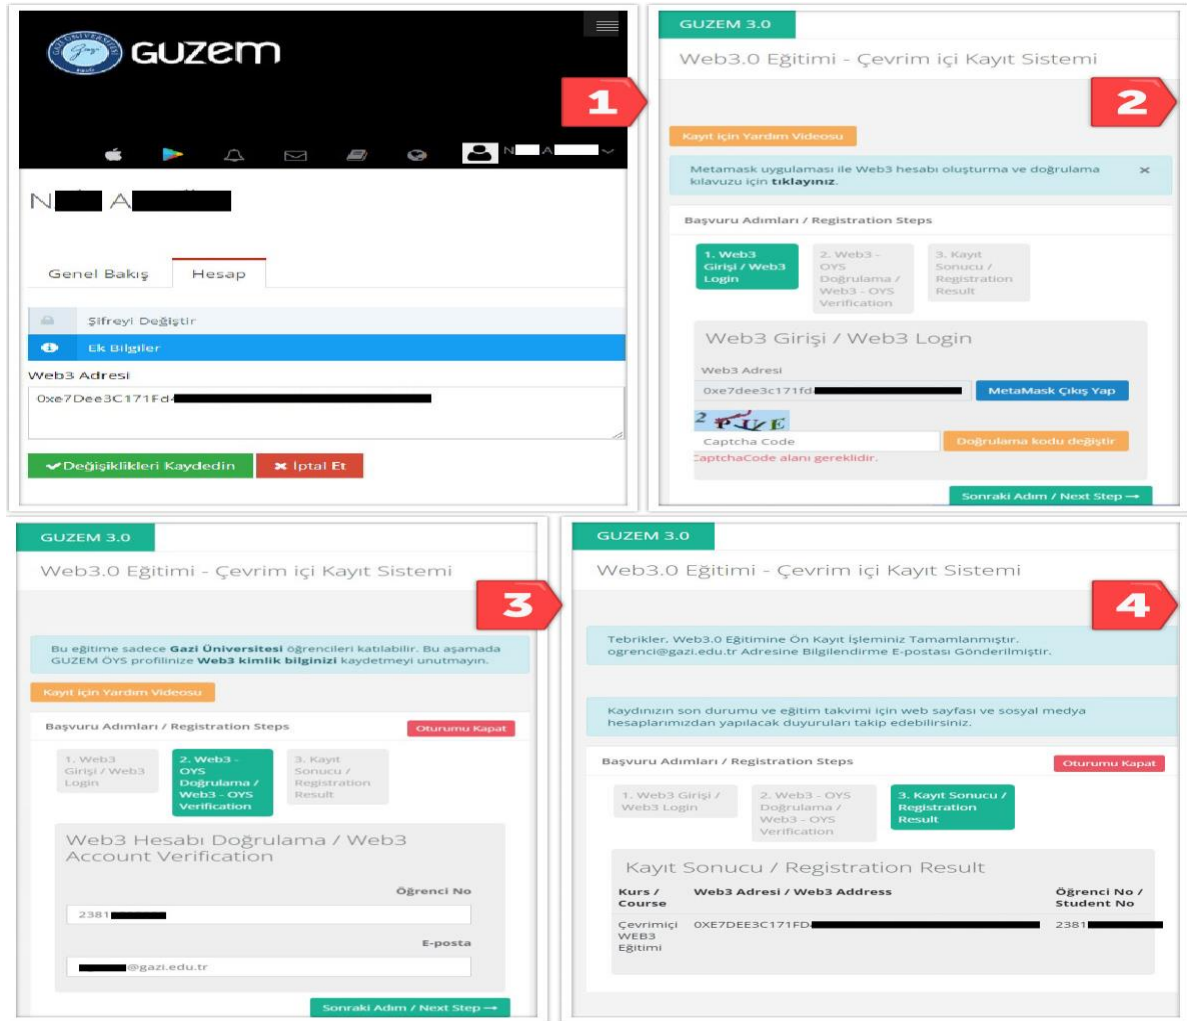 GUZEM
1
N A
N A
Genel Bakış Hesap
Şifreyi Değiştir
Ek Bilgiler
Web3 Adresi
0xe7Dee3C171Fd
Değişiklikleri Kaydedin İptal Et
GUZEM 3.0
Web3.0 Eğitimi - Çevrim içi Kayıt Sistemi
2
Kayıt için Yardım Videosu
Metamask uygulaması ile Web3 hesabı oluşturma ve doğrulama
kılavuzu için tıklayınız.
Başvuru Adımları / Registration Steps
1. Web3
Girişi / Web3
Login
2. Web3 -
OYS
Doğrulama /
Web3 - OYS
Verification
3. Kayıt
Sonucu /
Registration
Result
Web3 Girişi / Web3 Login
Web3 Adresi
0xe7dee3c171fd MetaMask Çıkış Yap
2 PUE
Captcha Code Doğrulama kodu değiştir
CaptchaCode alanı gereklidir.
Sonraki Adım / Next Step →
GUZEM 3.0
Web3.0 Eğitimi - Çevrim içi Kayıt Sistemi
3
Bu eğitime sadece Gazi Üniversitesi öğrencileri katılabilir. Bu aşamada
GUZEM ÖYS profilinize Web3 kimlik bilginizi kaydetmeyi unutmayın.
Kayıt için Yardım Videosu
Başvuru Adımları / Registration Steps Oturumu Kapat
1. Web3
Girişi / Web3
Login
2. Web3 -
OYS
Doğrulama /
Web3 - OYS
Verification
3. Kayıt
Sonucu /
Registration
Result
Web3 Hesabı Doğrulama / Web3
Account Verification
Öğrenci No
2381
E-posta
@gazi.edu.tr
Sonraki Adım / Next Step →
GUZEM 3.0
Web3.0 Eğitimi - Çevrim içi Kayıt Sistemi
4
Tebrikler. Web3.0 Eğitimine Ön Kayıt İşleminiz Tamamlanmıştır.
ogrenci@gazi.edu.tr Adresine Bilgilendirme E-postası Gönderilmiştir.
Kaydınızın son durumu ve eğitim takvimi için web sayfası ve sosyal medya
hesaplarımızdan yapılacak duyuruları takip edebilirsiniz.
Başvuru Adımları / Registration Steps Oturumu Kapat
1. Web3 Girişi /
Web3 Login
2. Web3 - OYS
Doğrulama /
Web3 - OYS
Verification
3. Kayıt Sonucu /
Registration
Result
Kayıt Sonucu / Registration Result
Kurs /
Course
Web3 Adresi / Web3 Address
Öğrenci No /
Student No
Çevrimiçi
WEB3
Eğitimi
0XE7DEE3C171FD
2381